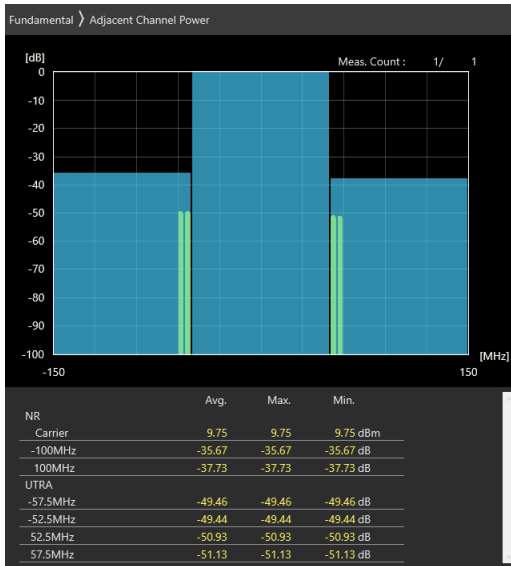 Fundamental 〉 Adjacent Channel Power
[dB]
Meas. Count : 1/ 1
0
-10
-20
-30
-40
-50
-60
-70
-80
-90
-100
[MHz]
-150 150
Avg. Max. Min.
NR
Carrier 9.75 9.75 9.75 dBm
-100MHz -35.67 -35.67 -35.67 dB
100MHz -37.73 -37.73 -37.73 dB
UTRA
-57.5MHz -49.46 -49.46 -49.46 dB
-52.5MHz -49.44 -49.44 -49.44 dB
52.5MHz -50.93 -50.93 -50.93 dB
57.5MHz -51.13 -51.13 -51.13 dB